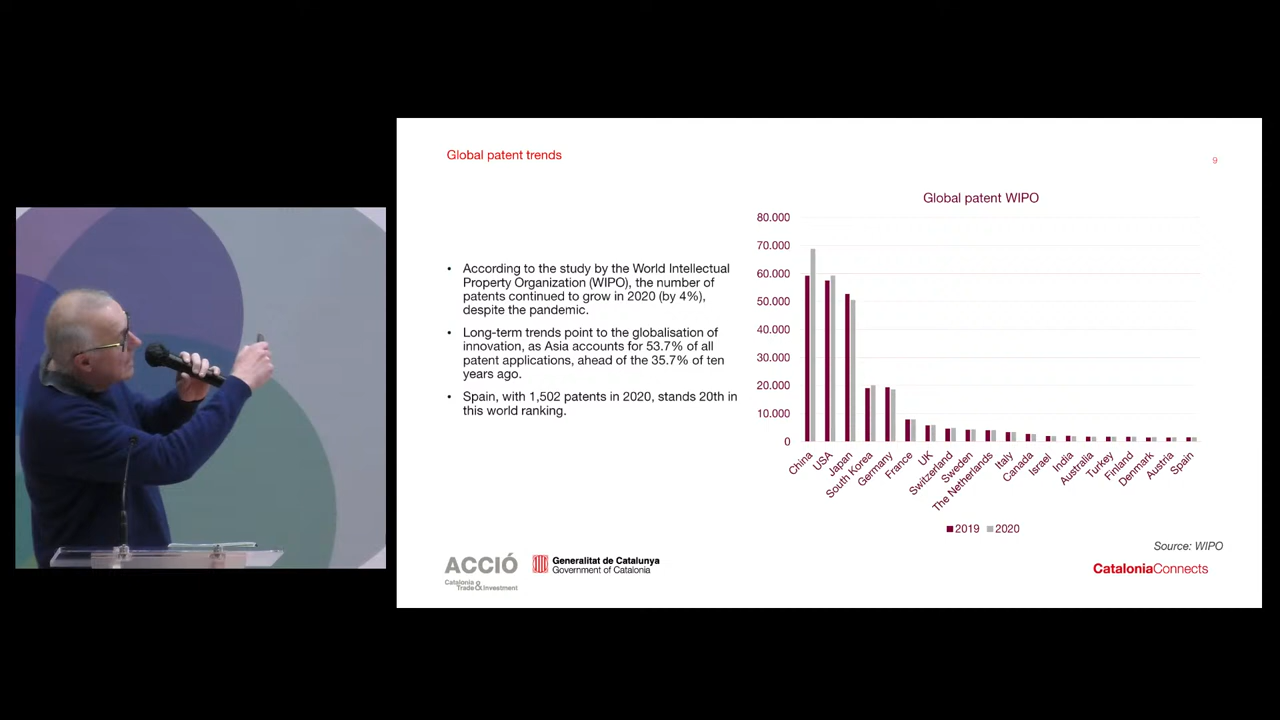 Global patent trends
9
• According to the study by the World Intellectual
Property Organization (WIPO), the number of
patents continued to grow in 2020 (by 4%),
despite the pandemic.
• Long-term trends point to the globalisation of
innovation, as Asia accounts for 53.7% of all
patent applications, ahead of the 35.7% of ten
years ago.
• Spain, with 1,502 patents in 2020, stands 20th in
this world ranking.
Global patent WIPO
80.000
70.000
60.000
50.000
40.000
30.000
20.000
10.000
0
China
USA
Japan
South Korea
Germany
France
UK
Switzerland
Sweden
The Netherlands
Italy
Canada
Israel
India
Australia
Turkey
Finland
Denmark
Austria
Spain
2019 2020
Source: WIPO
ACCIÓ
Catalonia
Trade & Investment
Generalitat de Catalunya
Government of Catalonia
CataloniaConnects